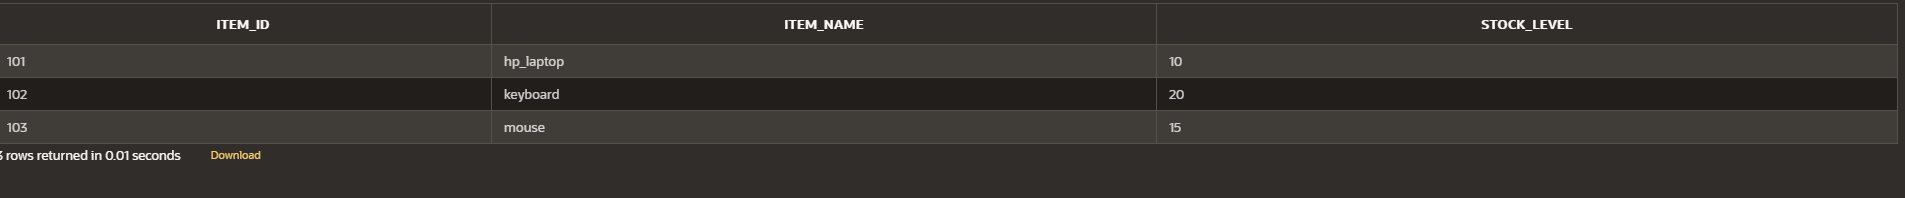 ITEM_ID ITEM_NAME STOCK_LEVEL
101 hp_laptop 10
102 keyboard 20
103 mouse 15
3 rows returned in 0.01 seconds Download